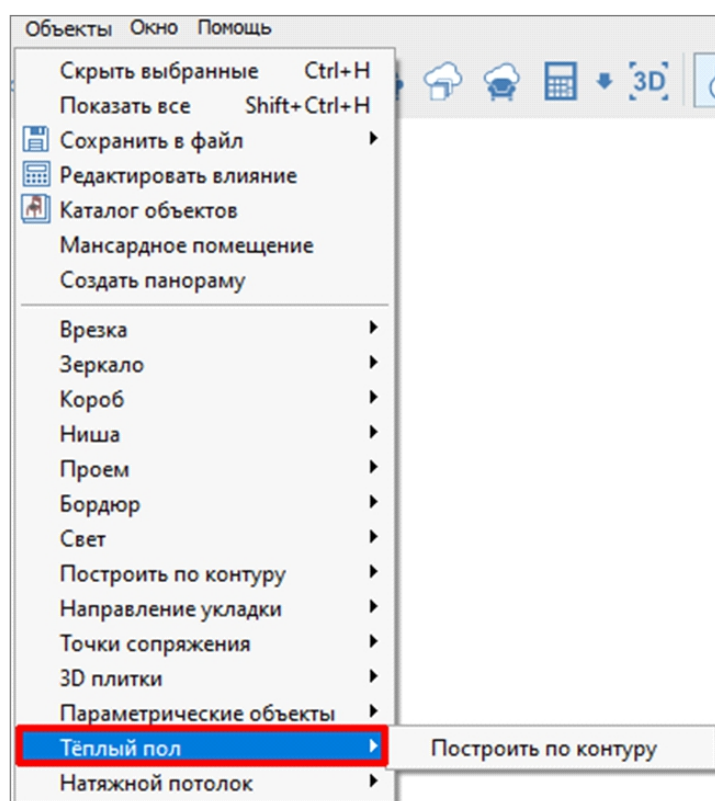 Объекты Окно Помощь
Скрыть выбранные Ctrl+H
Показать все Shift+Ctrl+H
3D
Сохранить в файл
Редактировать влияние
Каталог объектов
Мансардное помещение
Создать панораму
Врезка
Зеркало
Короб
Ниша
Проем
Бордюр
Свет
Построить по контуру
Направление укладки
Точки сопряжения
3D плитки
Параметрические объекты
Тёплый пол
Построить по контуру
Натяжной потолок